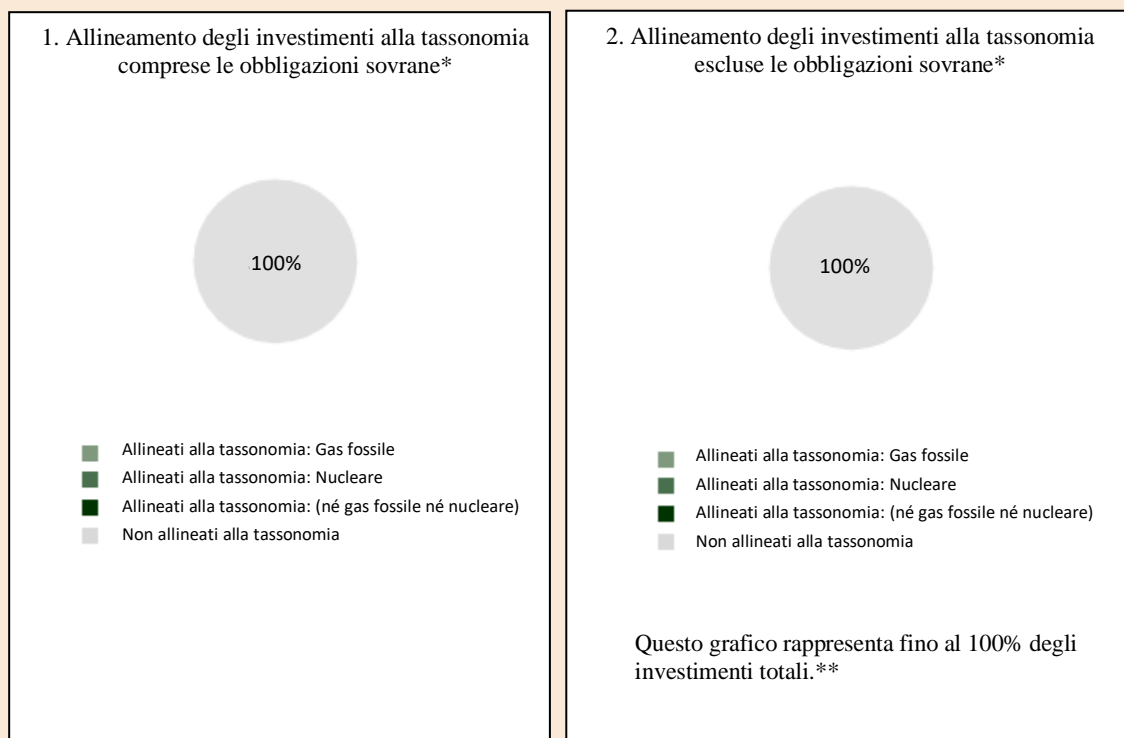 1. Allineamento degli investimenti alla tassonomia
comprese le obbligazioni sovrane*
100%
Allineati alla tassonomia: Gas fossile
Allineati alla tassonomia: Nucleare
Allineati alla tassonomia: (né gas fossile né nucleare)
Non allineati alla tassonomia
2. Allineamento degli investimenti alla tassonomia
escluse le obbligazioni sovrane*
100%
Allineati alla tassonomia: Gas fossile
Allineati alla tassonomia: Nucleare
Allineati alla tassonomia: (né gas fossile né nucleare)
Non allineati alla tassonomia
Questo grafico rappresenta fino al 100% degli
investimenti totali.**